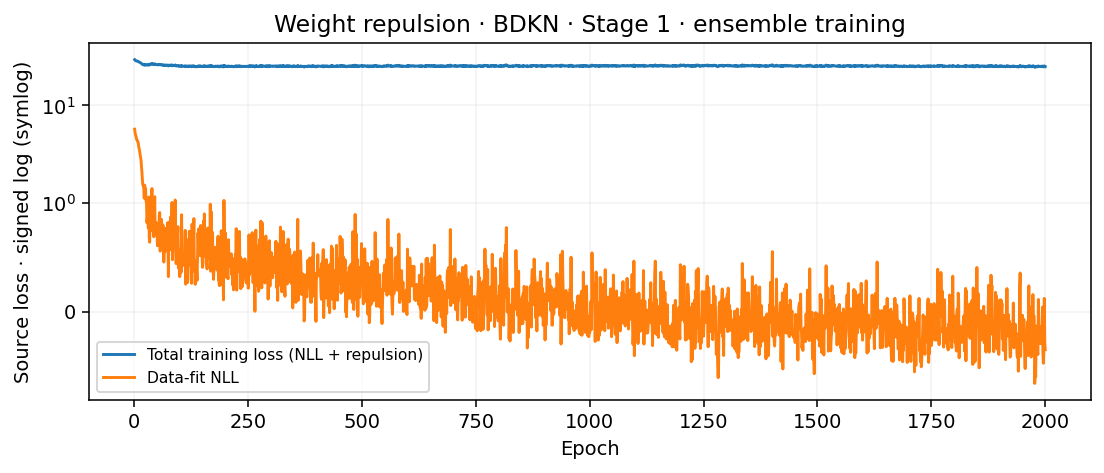 Weight repulsion · BDKN · Stage 1 · ensemble training
Source loss · signed log (symlog)
10¹
10⁰
0
Total training loss (NLL + repulsion)
Data-fit NLL
0 250 500 750 1000 1250 1500 1750 2000
Epoch